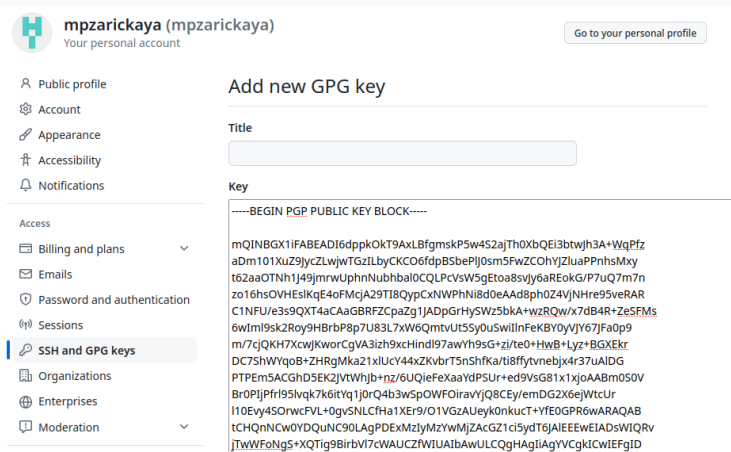 mpzarickaya (mpzarickaya)
Your personal account
Go to your personal profile
Public profile
Account
Appearance
Accessibility
Notifications
Access
Billing and plans
Emails
Password and authentication
Sessions
SSH and GPG keys
Organizations
Enterprises
Moderation
Add new GPG key
Title
Key
-----BEGIN PGP PUBLIC KEY BLOCK-----
mQINBGX1iFABEADI6dppkOkT9AxLBfgmskP5w4S2ajTh0XbQEi3btwJh3A+WqPfz
aDm101XuZ9JycZLwjwTGzILbyCKCO6fdpBSbePlJ0sm5FwZCOhYJZluaPPnhsMxy
t62aaOTNh1J49jmrwUphnNubhbal0CQLPcVsW5gEtoa8svJy6aREokG/P7uQ7m7n
zo16hsOVHEslKqE4oFMcjA29TI8QypCxNWPhNi8d0eAAd8ph0Z4VjNHre95veRAR
C1NFU/e3s9QXT4aCAaGBRFZCpaZg1JADpGrHySWz5bkA+wzRQw/x7dB4R+ZeSFMs
6wIml9sk2Roy9HBrbP8p7U83L7xW6QmtvUt5Sy0uSwiIlnFeKBY0yVJY67JFa0p9
m/7cjQKH7XcwJKworCgVA3izh9xcHindl97awYh9sG+zi/te0+HwB+Lyz+BGXEkr
DC7ShWYqoB+ZHRgMka21xlUcY44xZKvbrT5nShfKa/ti8ffytvnebjx4r37uAlDG
PTPEm5ACGhD5EK2JVtWhJb+nz/6UQieFeXaaYdPSUr+ed9VsG81x1xjoAABm0S0V
Br0PIjPfrl95lvqk7k6itYq1j0rQ4b3wSpOWFOiravYjQ8CEy/emDG2X6ejWtcUr
l10Evy4SOrwcFVL+0gvSNLCfHa1XEr9/O1VGzAUeyk0nkucT+YfE0GPR6wARAQAB
tCHQnNCw0YDQuNC90LAgPDExMzIyMzYwMjZAcGZ1ci5ydT6JAlEEEwEIADsWIQRv
jTwWFoNgS+XQTig9BirbVl7cWAUCZfWIUAIbAwULCQgHAgIiAgYVCgkICwIEFgID